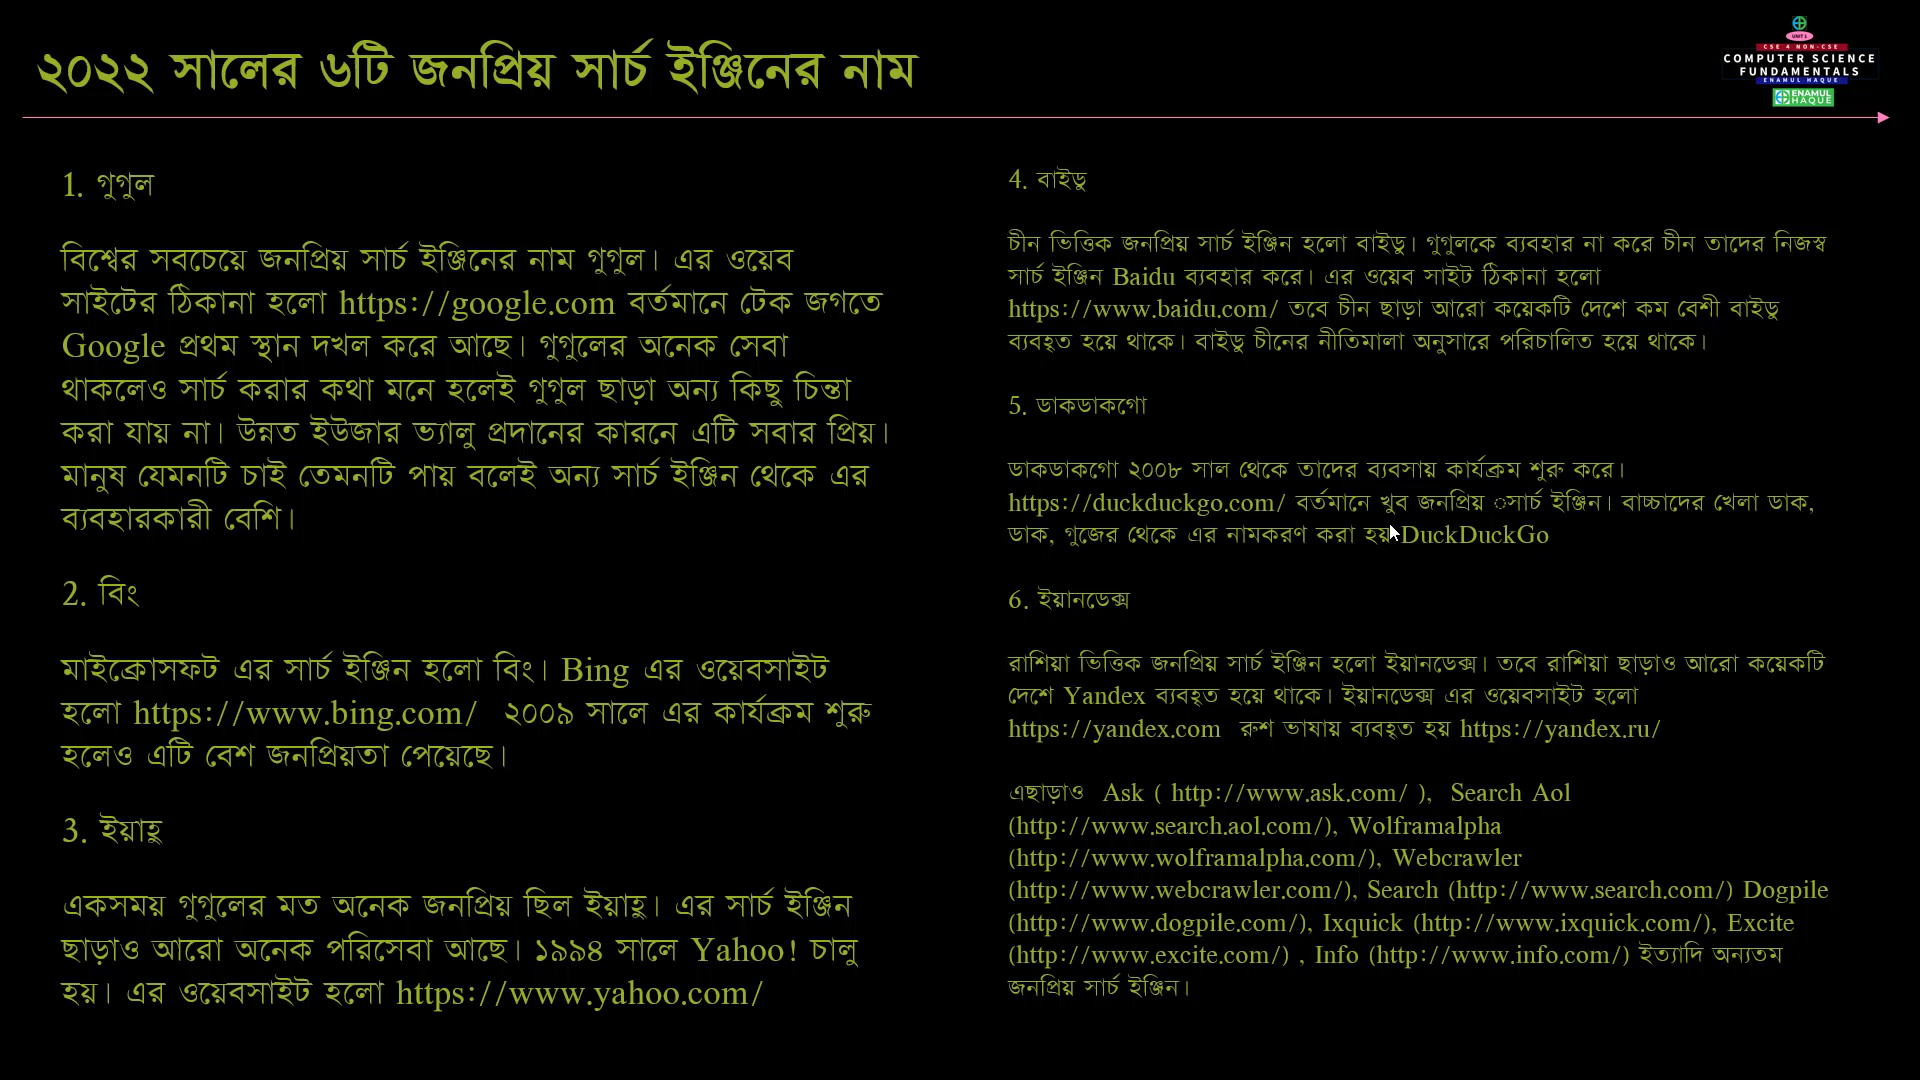 ২০২২ সালের ৬টি জনপ্রিয় সার্চ ইঞ্জিনের নাম
UNIT 1
CSE 4 NON-CSE
COMPUTER SCIENCE
FUNDAMENTALS
ENAMUL HAQUE
ENAMUL
HAQUE
1. গুগুল
বিশ্বের সবচেয়ে জনপ্রিয় সার্চ ইঞ্জিনের নাম গুগুল। এর ওয়েব
সাইটের ঠিকানা হলো https://google.com বর্তমানে টেক জগতে
Google প্রথম স্থান দখল করে আছে। গুগুলের অনেক সেবা
থাকলেও সার্চ করার কথা মনে হলেই গুগুল ছাড়া অন্য কিছু চিন্তা
করা যায় না। উন্নত ইউজার ভ্যালু প্রদানের কারনে এটি সবার প্রিয়।
মানুষ যেমনটি চাই তেমনটি পায় বলেই অন্য সার্চ ইঞ্জিন থেকে এর
ব্যবহারকারী বেশি।
2. বিং
মাইক্রোসফট এর সার্চ ইঞ্জিন হলো বিং। Bing এর ওয়েবসাইট
হলো https://www.bing.com/ ২০০৯ সালে এর কার্যক্রম শুরু
হলেও এটি বেশ জনপ্রিয়তা পেয়েছে।
3. ইয়াহু
একসময় গুগুলের মত অনেক জনপ্রিয় ছিল ইয়াহু। এর সার্চ ইঞ্জিন
ছাড়াও আরো অনেক পরিসেবা আছে। ১৯৯৪ সালে Yahoo! চালু
হয়। এর ওয়েবসাইট হলো https://www.yahoo.com/
4. বাইডু
চীন ভিত্তিক জনপ্রিয় সার্চ ইঞ্জিন হলো বাইডু। গুগুলকে ব্যবহার না করে চীন তাদের নিজস্ব
সার্চ ইঞ্জিন Baidu ব্যবহার করে। এর ওয়েব সাইট ঠিকানা হলো
https://www.baidu.com/ তবে চীন ছাড়া আরো কয়েকটি দেশে কম বেশী বাইডু
ব্যবহৃত হয়ে থাকে। বাইডু চীনের নীতিমালা অনুসারে পরিচালিত হয়ে থাকে।
5. ডাকডাকগো
ডাকডাকগো ২০০৮ সাল থেকে তাদের ব্যবসায় কার্যক্রম শুরু করে।
https://duckduckgo.com/ বর্তমানে খুব জনপ্রিয় ়সার্চ ইঞ্জিন। বাচ্চাদের খেলা ডাক,
ডাক, গুজের থেকে এর নামকরণ করা হয় DuckDuckGo
6. ইয়ানডেক্স
রাশিয়া ভিত্তিক জনপ্রিয় সার্চ ইঞ্জিন হলো ইয়ানডেক্স। তবে রাশিয়া ছাড়াও আরো কয়েকটি
দেশে Yandex ব্যবহৃত হয়ে থাকে। ইয়ানডেক্স এর ওয়েবসাইট হলো
https://yandex.com রুশ ভাষায় ব্যবহৃত হয় https://yandex.ru/
এছাড়াও Ask ( http://www.ask.com/ ), Search Aol
(http://www.search.aol.com/), Wolframalpha
(http://www.wolframalpha.com/), Webcrawler
(http://www.webcrawler.com/), Search (http://www.search.com/) Dogpile
(http://www.dogpile.com/), Ixquick (http://www.ixquick.com/), Excite
(http://www.excite.com/) , Info (http://www.info.com/) ইত্যাদি অন্যতম
জনপ্রিয় সার্চ ইঞ্জিন।